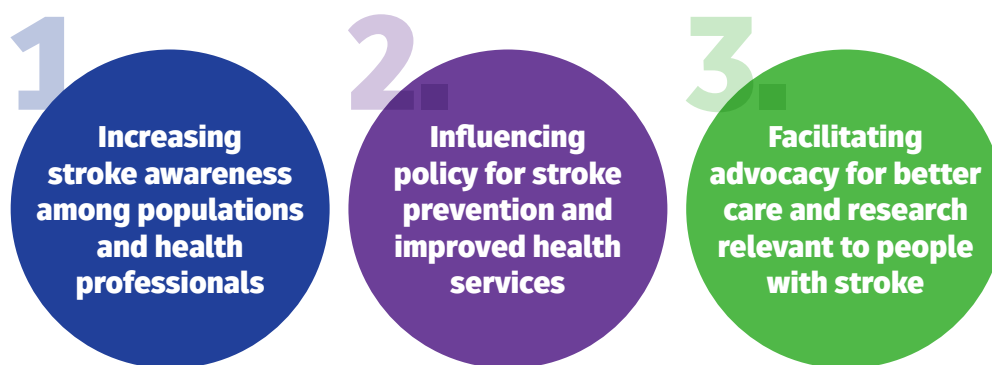 1.
Increasing
stroke awareness
among populations
and health
professionals
2.
Influencing
policy for stroke
prevention and
improved health
services
3.
Facilitating
advocacy for better
care and research
relevant to people
with stroke